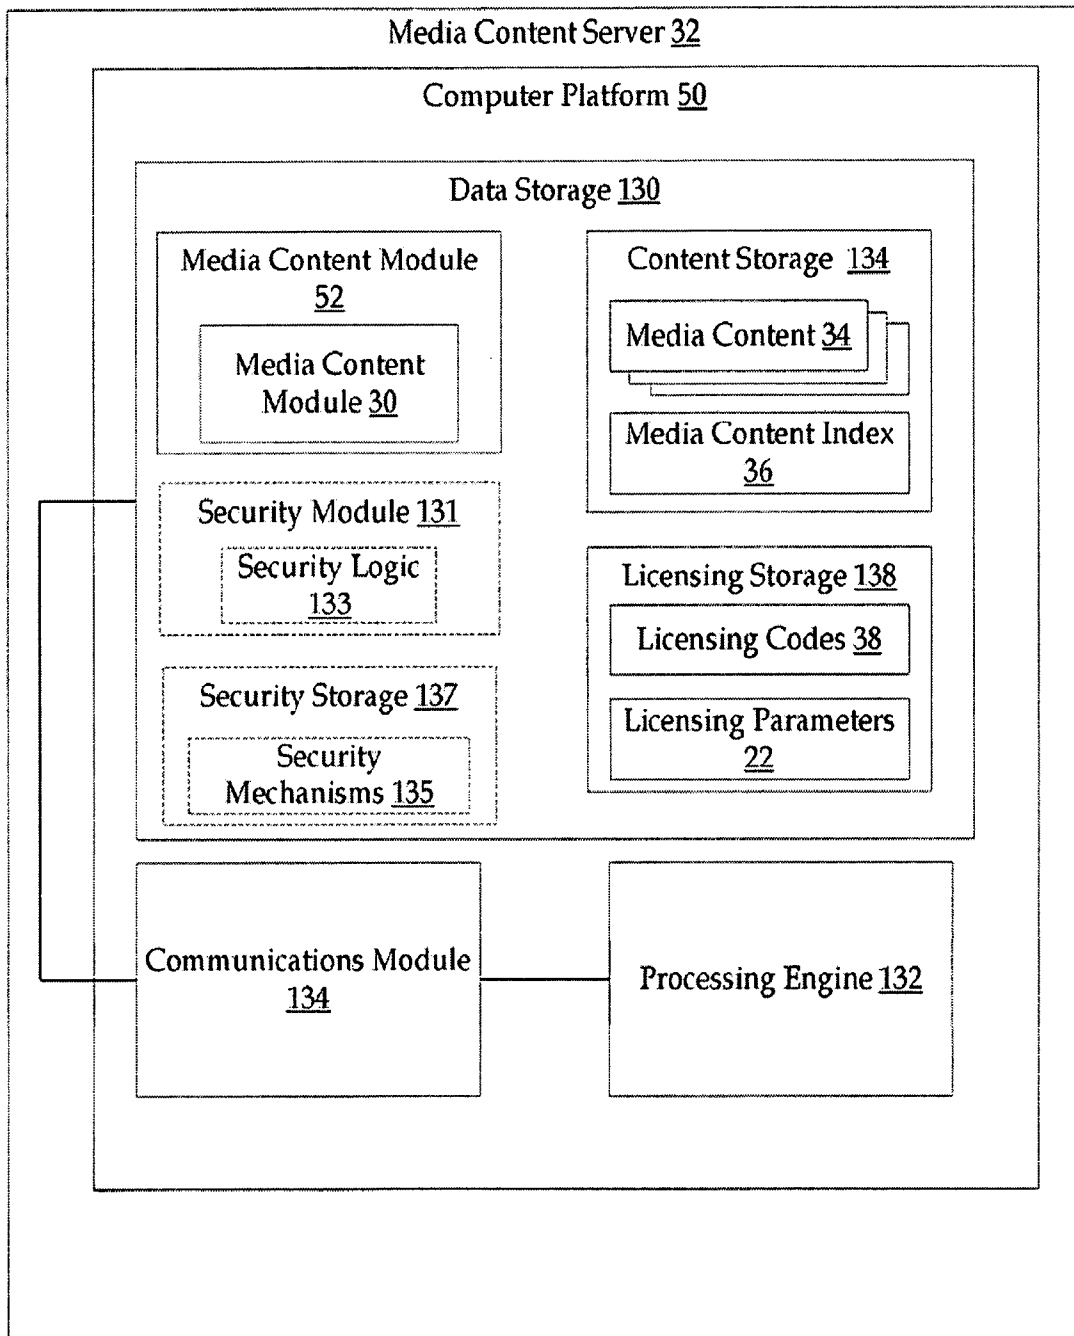 Media Content Server 32
Computer Platform 50
Data Storage 130
Media Content Module
52
Media Content
Module 30
Content Storage 134
Media Content 34
Media Content Index
36
Security Module 131
Security Logic
133
Licensing Storage 138
Licensing Codes 38
Licensing Parameters
22
Security Storage 137
Security
Mechanisms 135
Communications Module
134
Processing Engine 132